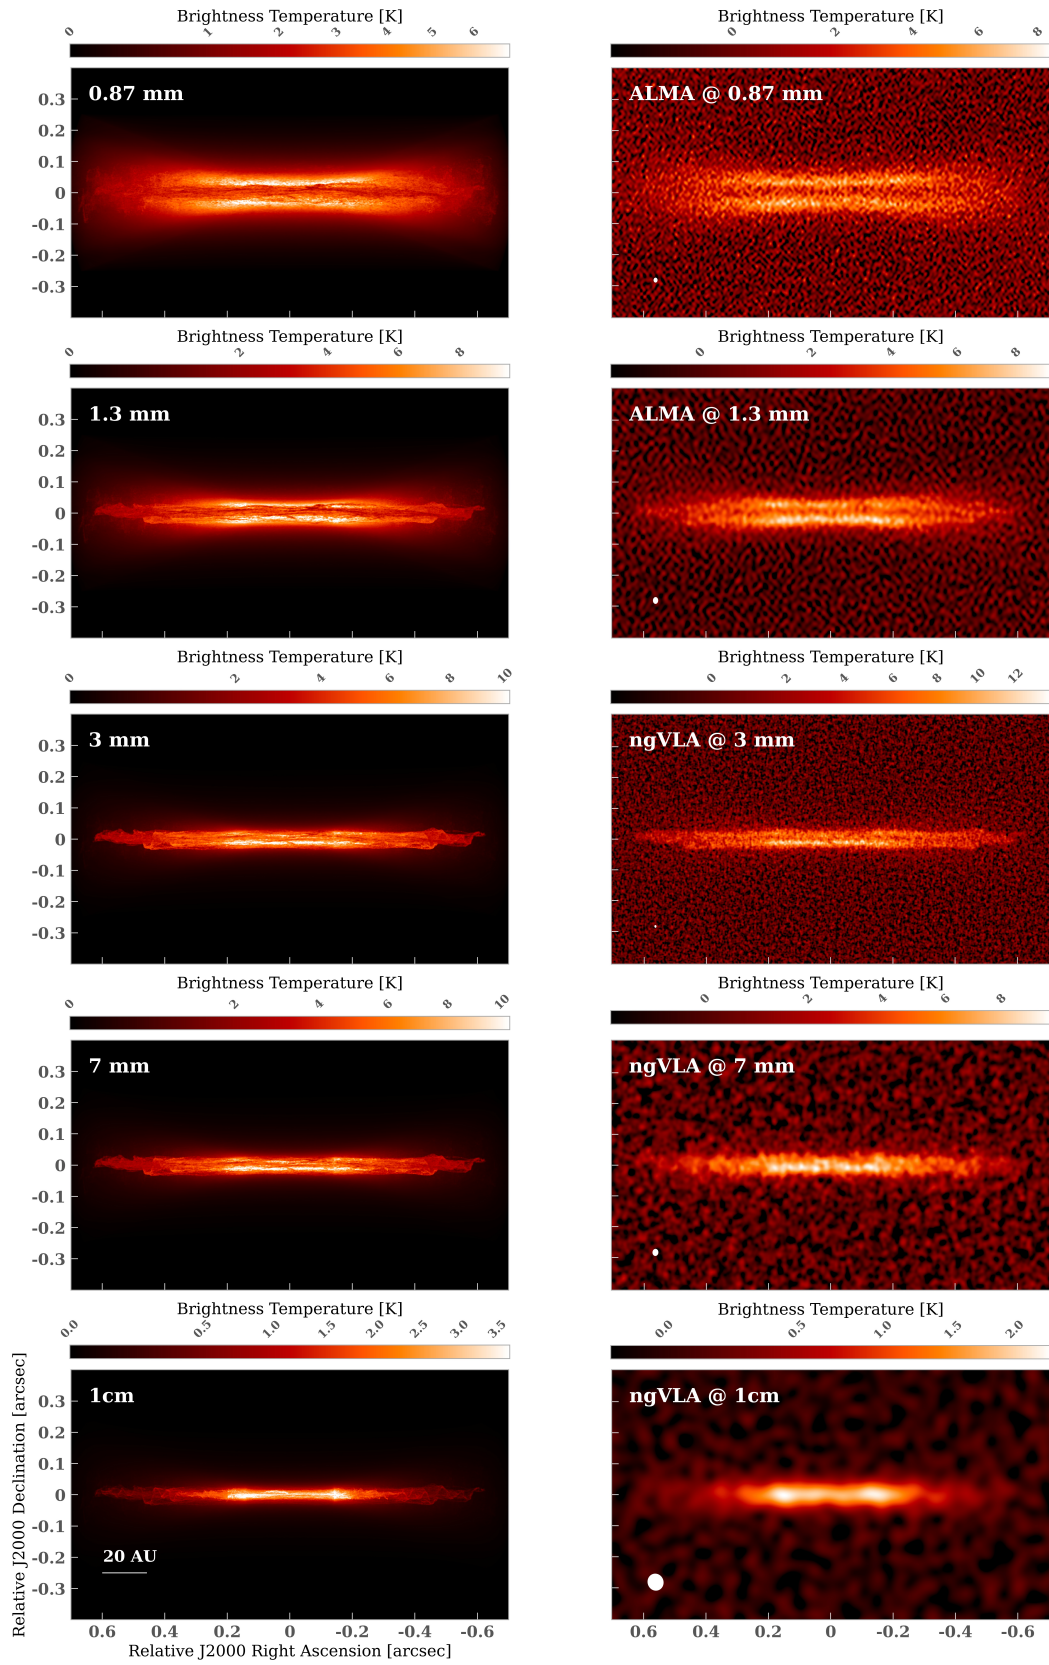 Brightness Temperature [K]
Brightness Temperature [K]
0 1 2 3 4 5 6
0 2 4 6 8
0.87 mm
ALMA @ 0.87 mm
0.3
0.2
0.1
0
-0.1
-0.2
-0.3
Brightness Temperature [K]
Brightness Temperature [K]
0 2 4 6 8
0 2 4 6 8
1.3 mm
ALMA @ 1.3 mm
0.3
0.2
0.1
0
-0.1
-0.2
-0.3
Brightness Temperature [K]
Brightness Temperature [K]
0 2 4 6 8 10
0 2 4 6 8 10 12
3 mm
ngVLA @ 3 mm
0.3
0.2
0.1
0
-0.1
-0.2
-0.3
Brightness Temperature [K]
Brightness Temperature [K]
0 2 4 6 8 10
0 2 4 6 8
7 mm
ngVLA @ 7 mm
0.3
0.2
0.1
0
-0.1
-0.2
-0.3
Brightness Temperature [K]
Brightness Temperature [K]
0.0 0.5 1.0 1.5 2.0 2.5 3.0 3.5
0.0 0.5 1.0 1.5 2.0
1cm
ngVLA @ 1cm
0.3
0.2
0.1
0
-0.1
-0.2
-0.3
20 AU
Relative J2000 Declination [arcsec]
0.6 0.4 0.2 0 -0.2 -0.4 -0.6
0.6 0.4 0.2 0 -0.2 -0.4 -0.6
Relative J2000 Right Ascension [arcsec]